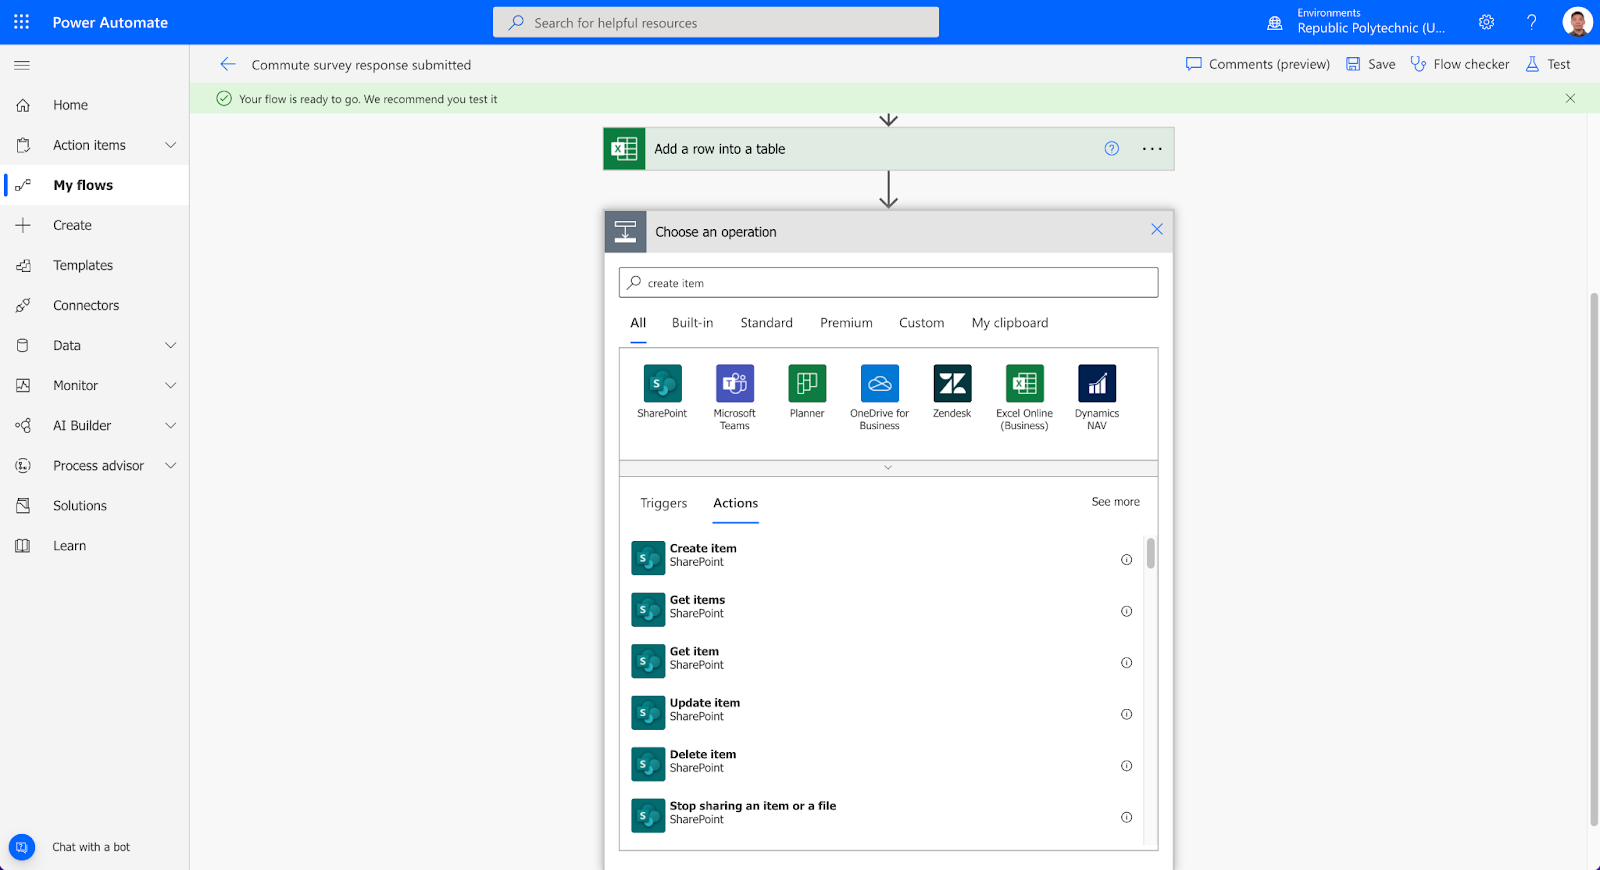 Power Automate
Search for helpful resources
Environments
Republic Polytechnic (U...
Commute survey response submitted
Comments (preview)
Save
Flow checker
Test
Your flow is ready to go. We recommend you test it
Home
Action items
My flows
Create
Templates
Connectors
Data
Monitor
AI Builder
Process advisor
Solutions
Learn
Chat with a bot
Add a row into a table
Choose an operation
create item
All
Built-in
Standard
Premium
Custom
My clipboard
SharePoint
Microsoft
Teams
Planner
OneDrive for
Business
Zendesk
Excel Online
(Business)
Dynamics
NAV
Triggers
Actions
See more
Create item
SharePoint
Get items
SharePoint
Get item
SharePoint
Update item
SharePoint
Delete item
SharePoint
Stop sharing an item or a file
SharePoint